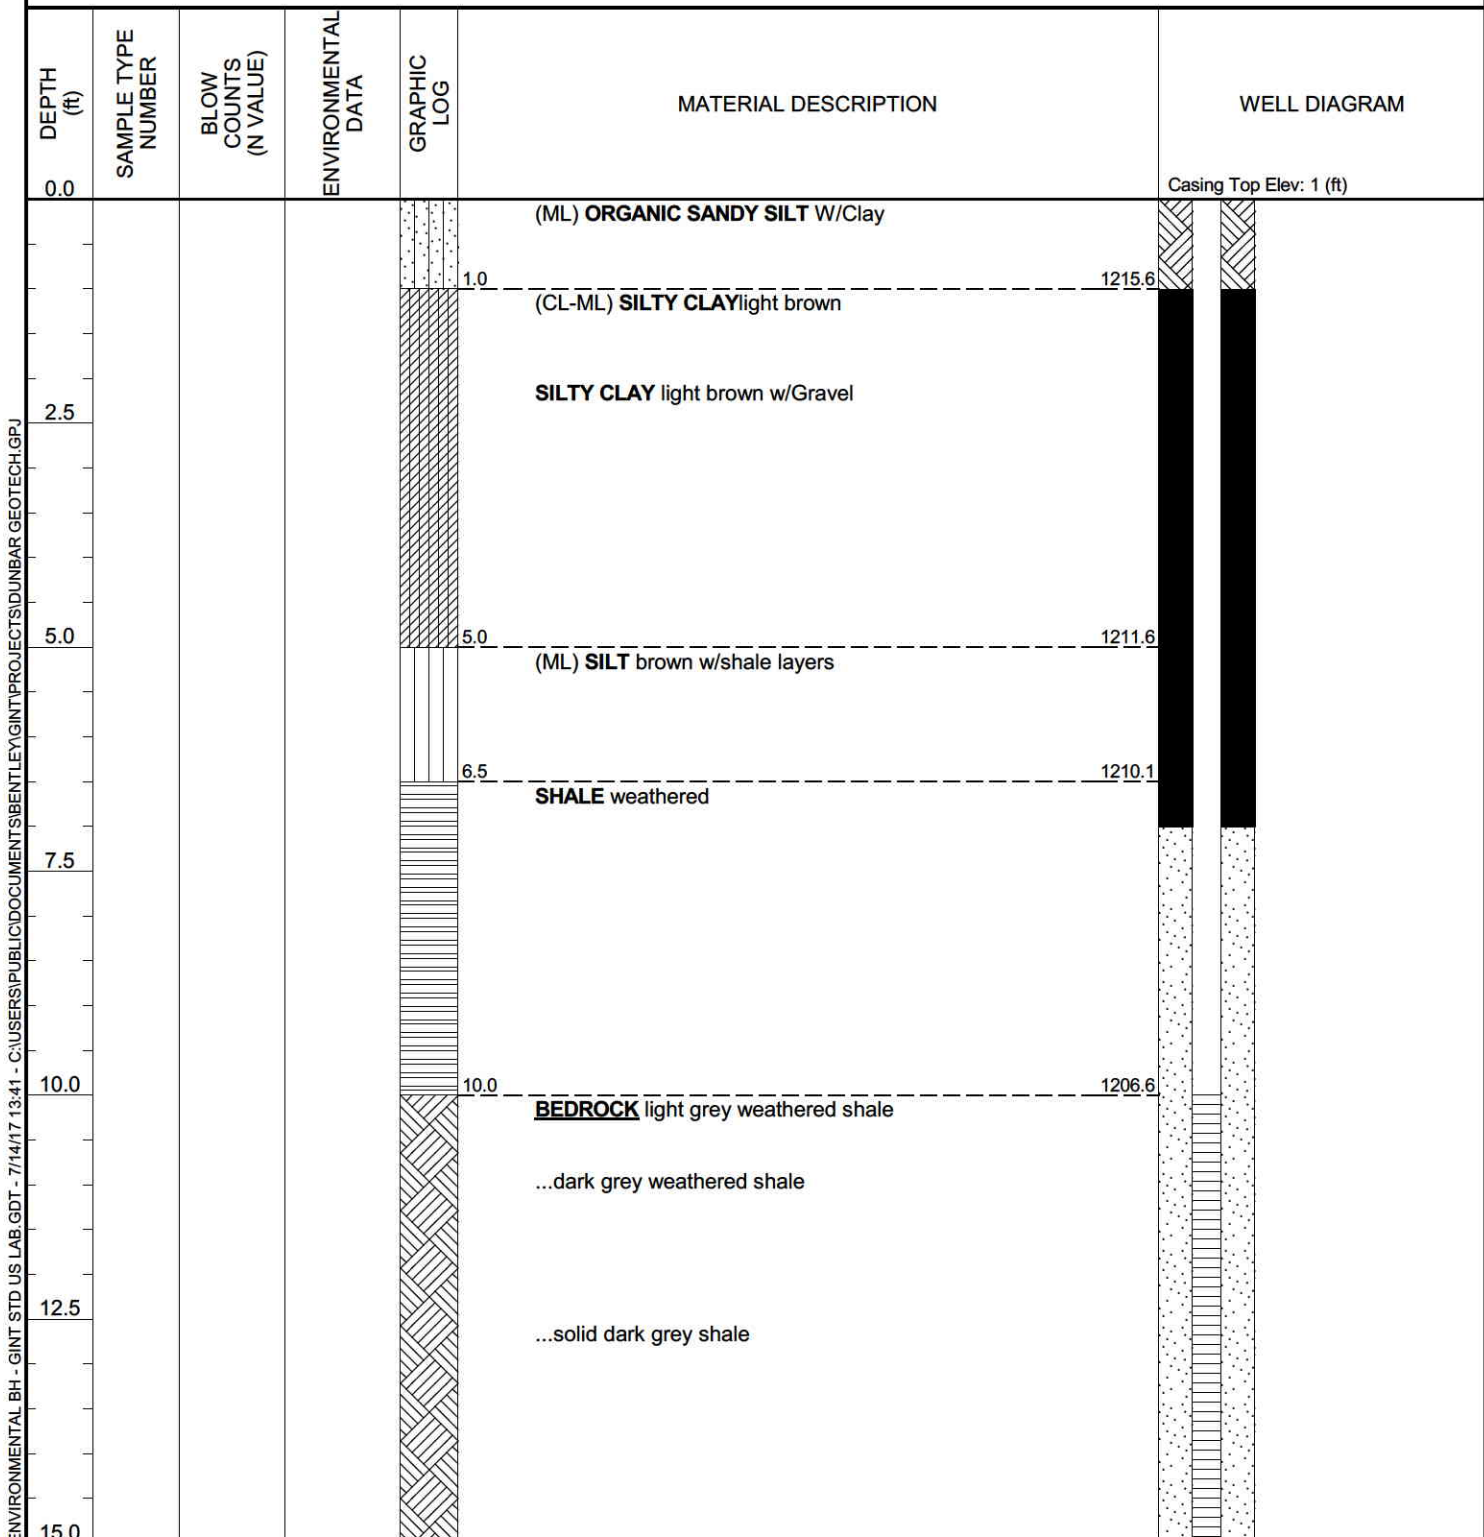 DEPTH
(ft)
SAMPLE TYPE
NUMBER
BLOW
COUNTS
(N VALUE)
ENVIRONMENTAL
DATA
GRAPHIC
LOG
MATERIAL DESCRIPTION
WELL DIAGRAM
Casing Top Elev: 1 (ft)
0.0
(ML) ORGANIC SANDY SILT W/Clay
1.0 1215.6
(CL-ML) SILTY CLAYlight brown
SILTY CLAY light brown w/Gravel
2.5
5.0 5.0 1211.6
(ML) SILT brown w/shale layers
6.5 1210.1
SHALE weathered
7.5
10.0 10.0 1206.6
BEDROCK light grey weathered shale
...dark grey weathered shale
12.5
...solid dark grey shale
15.0
ENVIRONMENTAL BH - GINT STD US LAB.GDT - 7/14/17 13:41 - C:\USERS\PUBLIC\DOCUMENTS\BENTLEY\GINT\PROJECTS\DUNBAR GEOTECH.GPJ